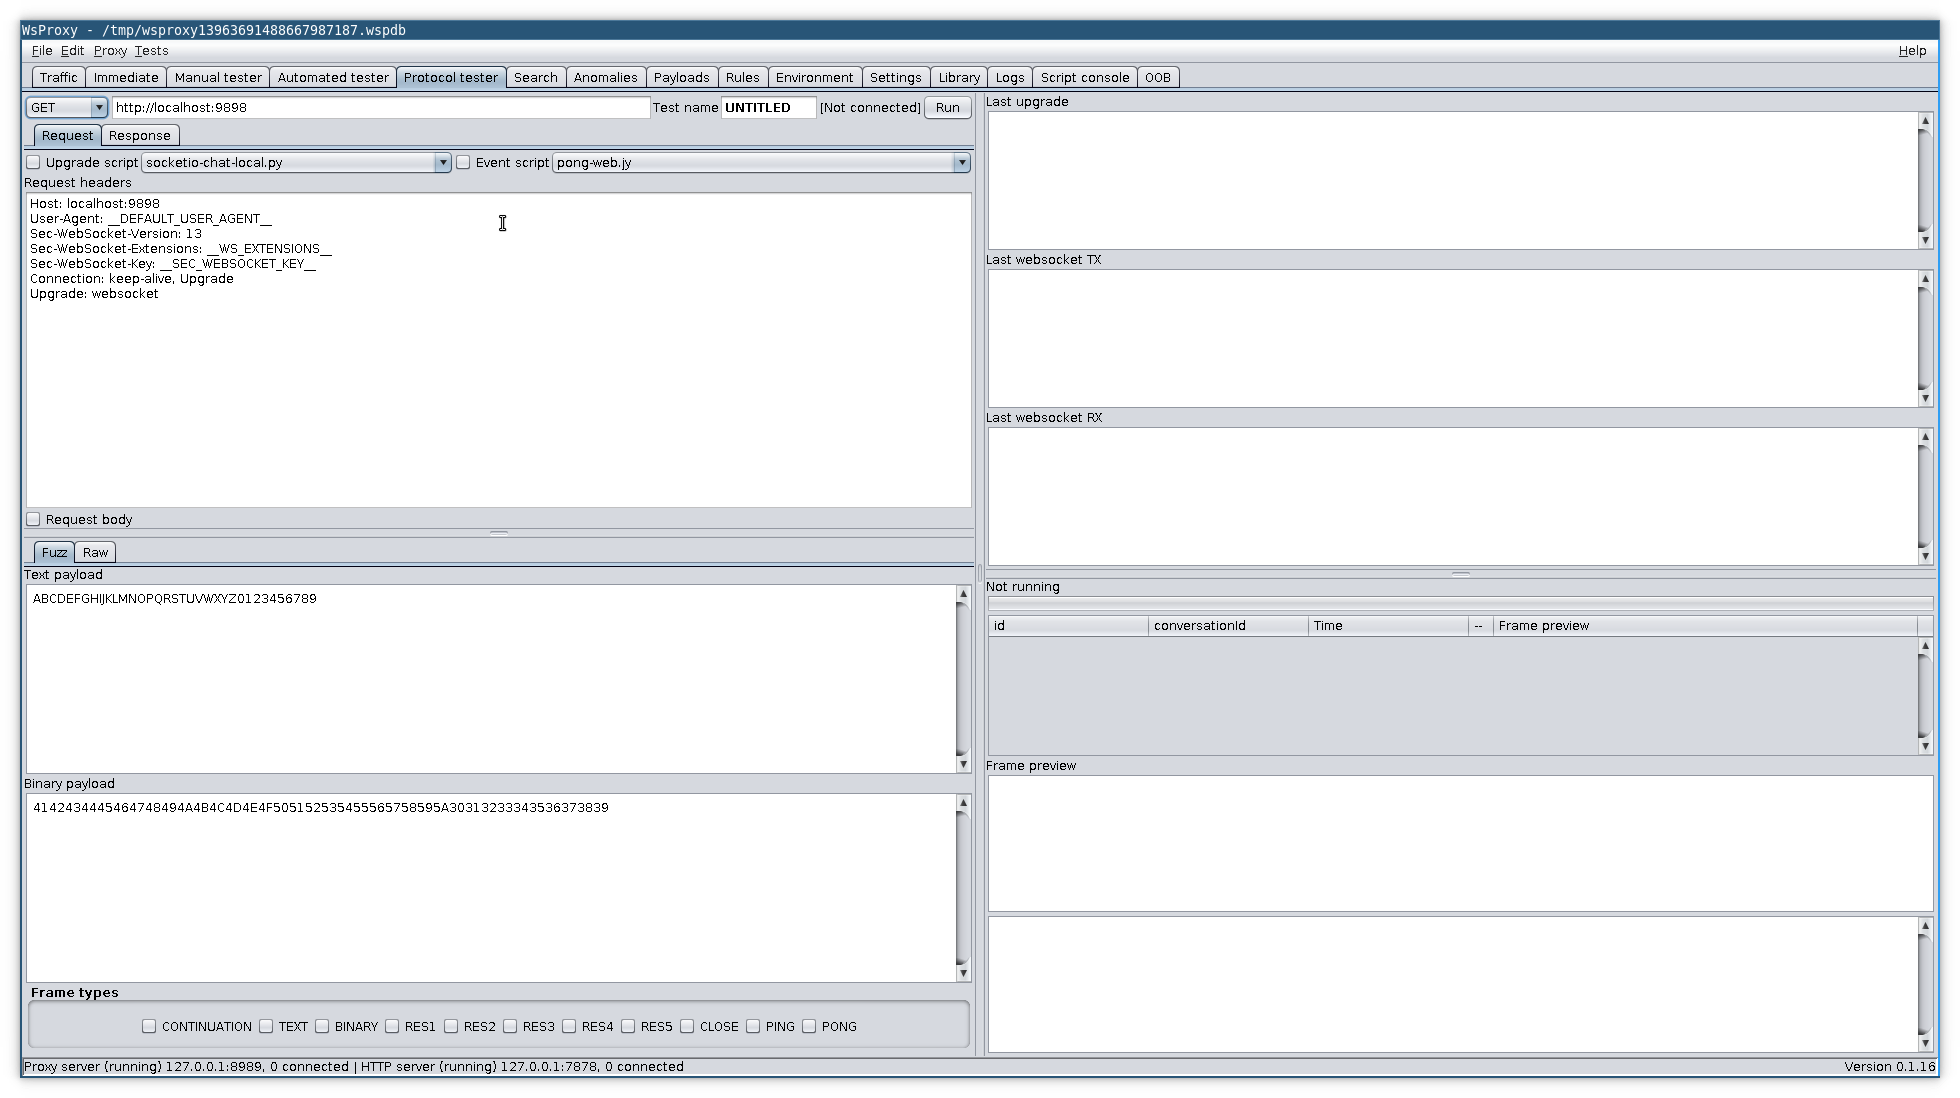 WsProxy - /tmp/wsproxy13963691488667987187.wspdb
File Edit Proxy Tests Help
Traffic Immediate Manual tester Automated tester Protocol tester Search Anomalies Payloads Rules Environment Settings Library Logs Script console OOB
GET http://localhost:9898 Test name UNTITLED [Not connected] Run
Request Response
Upgrade script socketio-chat-local.py Event script pong-web.jy
Request headers
Host: localhost:9898
User-Agent: __DEFAULT_USER_AGENT__
Sec-WebSocket-Version: 13
Sec-WebSocket-Extensions: __WS_EXTENSIONS__
Sec-WebSocket-Key: __SEC_WEBSOCKET_KEY__
Connection: keep-alive, Upgrade
Upgrade: websocket
Request body
Fuzz Raw
Text payload
ABCDEFGHIJKLMNOPQRSTUVWXYZ0123456789
Binary payload
4142434445464748494A4B4C4D4E4F505152535455565758595A30313233343536373839
Frame types
CONTINUATION TEXT BINARY RES1 RES2 RES3 RES4 RES5 CLOSE PING PONG
Last upgrade
Last websocket TX
Last websocket RX
Not running
id conversationId Time -- Frame preview
Frame preview
Proxy server (running) 127.0.0.1:8989, 0 connected | HTTP server (running) 127.0.0.1:7878, 0 connected
Version 0.1.16